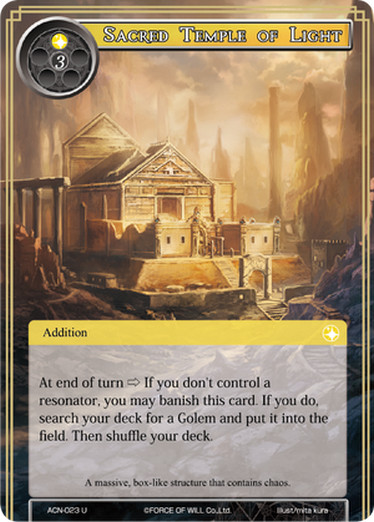 Sacred Temple of Light
3
Addition
At end of turn ⇨ If you don't control a
resonator, you may banish this card. If you do,
search your deck for a Golem and put it into the
field. Then shuffle your deck.
A massive, box-like structure that contains chaos.
ACN-023 U ©FORCE OF WILL Co.,Ltd. Illust/mita kura